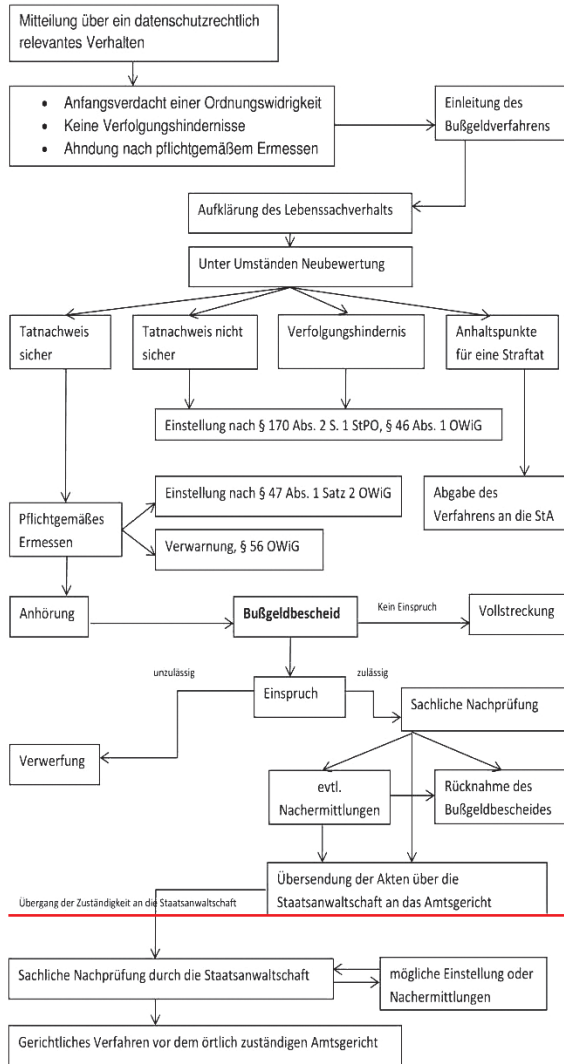 Mitteilung über ein datenschutzrechtlich
relevantes Verhalten
• Anfangsverdacht einer Ordnungswidrigkeit
• Keine Verfolgungshindernisse
• Ahndung nach pflichtgemäßem Ermessen
Einleitung des
Bußgeldverfahrens
Aufklärung des Lebenssachverhalts
Unter Umständen Neubewertung
Tatnachweis
sicher
Tatnachweis nicht
sicher
Verfolgungshindernis
Anhaltspunkte
für eine Straftat
Einstellung nach § 170 Abs. 2 S. 1 StPO, § 46 Abs. 1 OWiG
Einstellung nach § 47 Abs. 1 Satz 2 OWiG
Abgabe des
Verfahrens an die StA
Pflichtgemäßes
Ermessen
Verwarnung, § 56 OWiG
Anhörung
Bußgeldbescheid
Kein Einspruch
Vollstreckung
unzulässig
Einspruch
zulässig
Sachliche Nachprüfung
Verwerfung
evtl.
Nachermittlungen
Rücknahme des
Bußgeldbescheides
Übersendung der Akten über die
Staatsanwaltschaft an das Amtsgericht
Übergang der Zuständigkeit an die Staatsanwaltschaft
Sachliche Nachprüfung durch die Staatsanwaltschaft
mögliche Einstellung oder
Nachermittlungen
Gerichtliches Verfahren vor dem örtlich zuständigen Amtsgericht